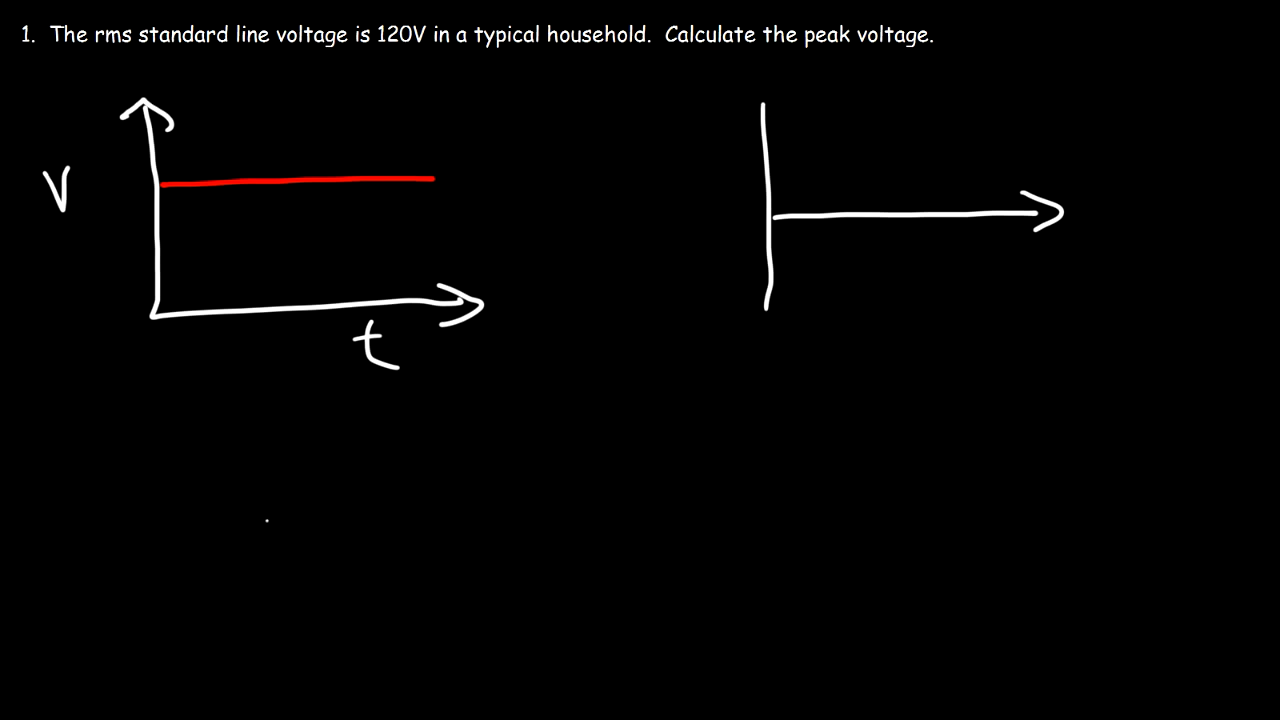 1. The rms standard line voltage is 120V in a typical household. Calculate the peak voltage.
V
t